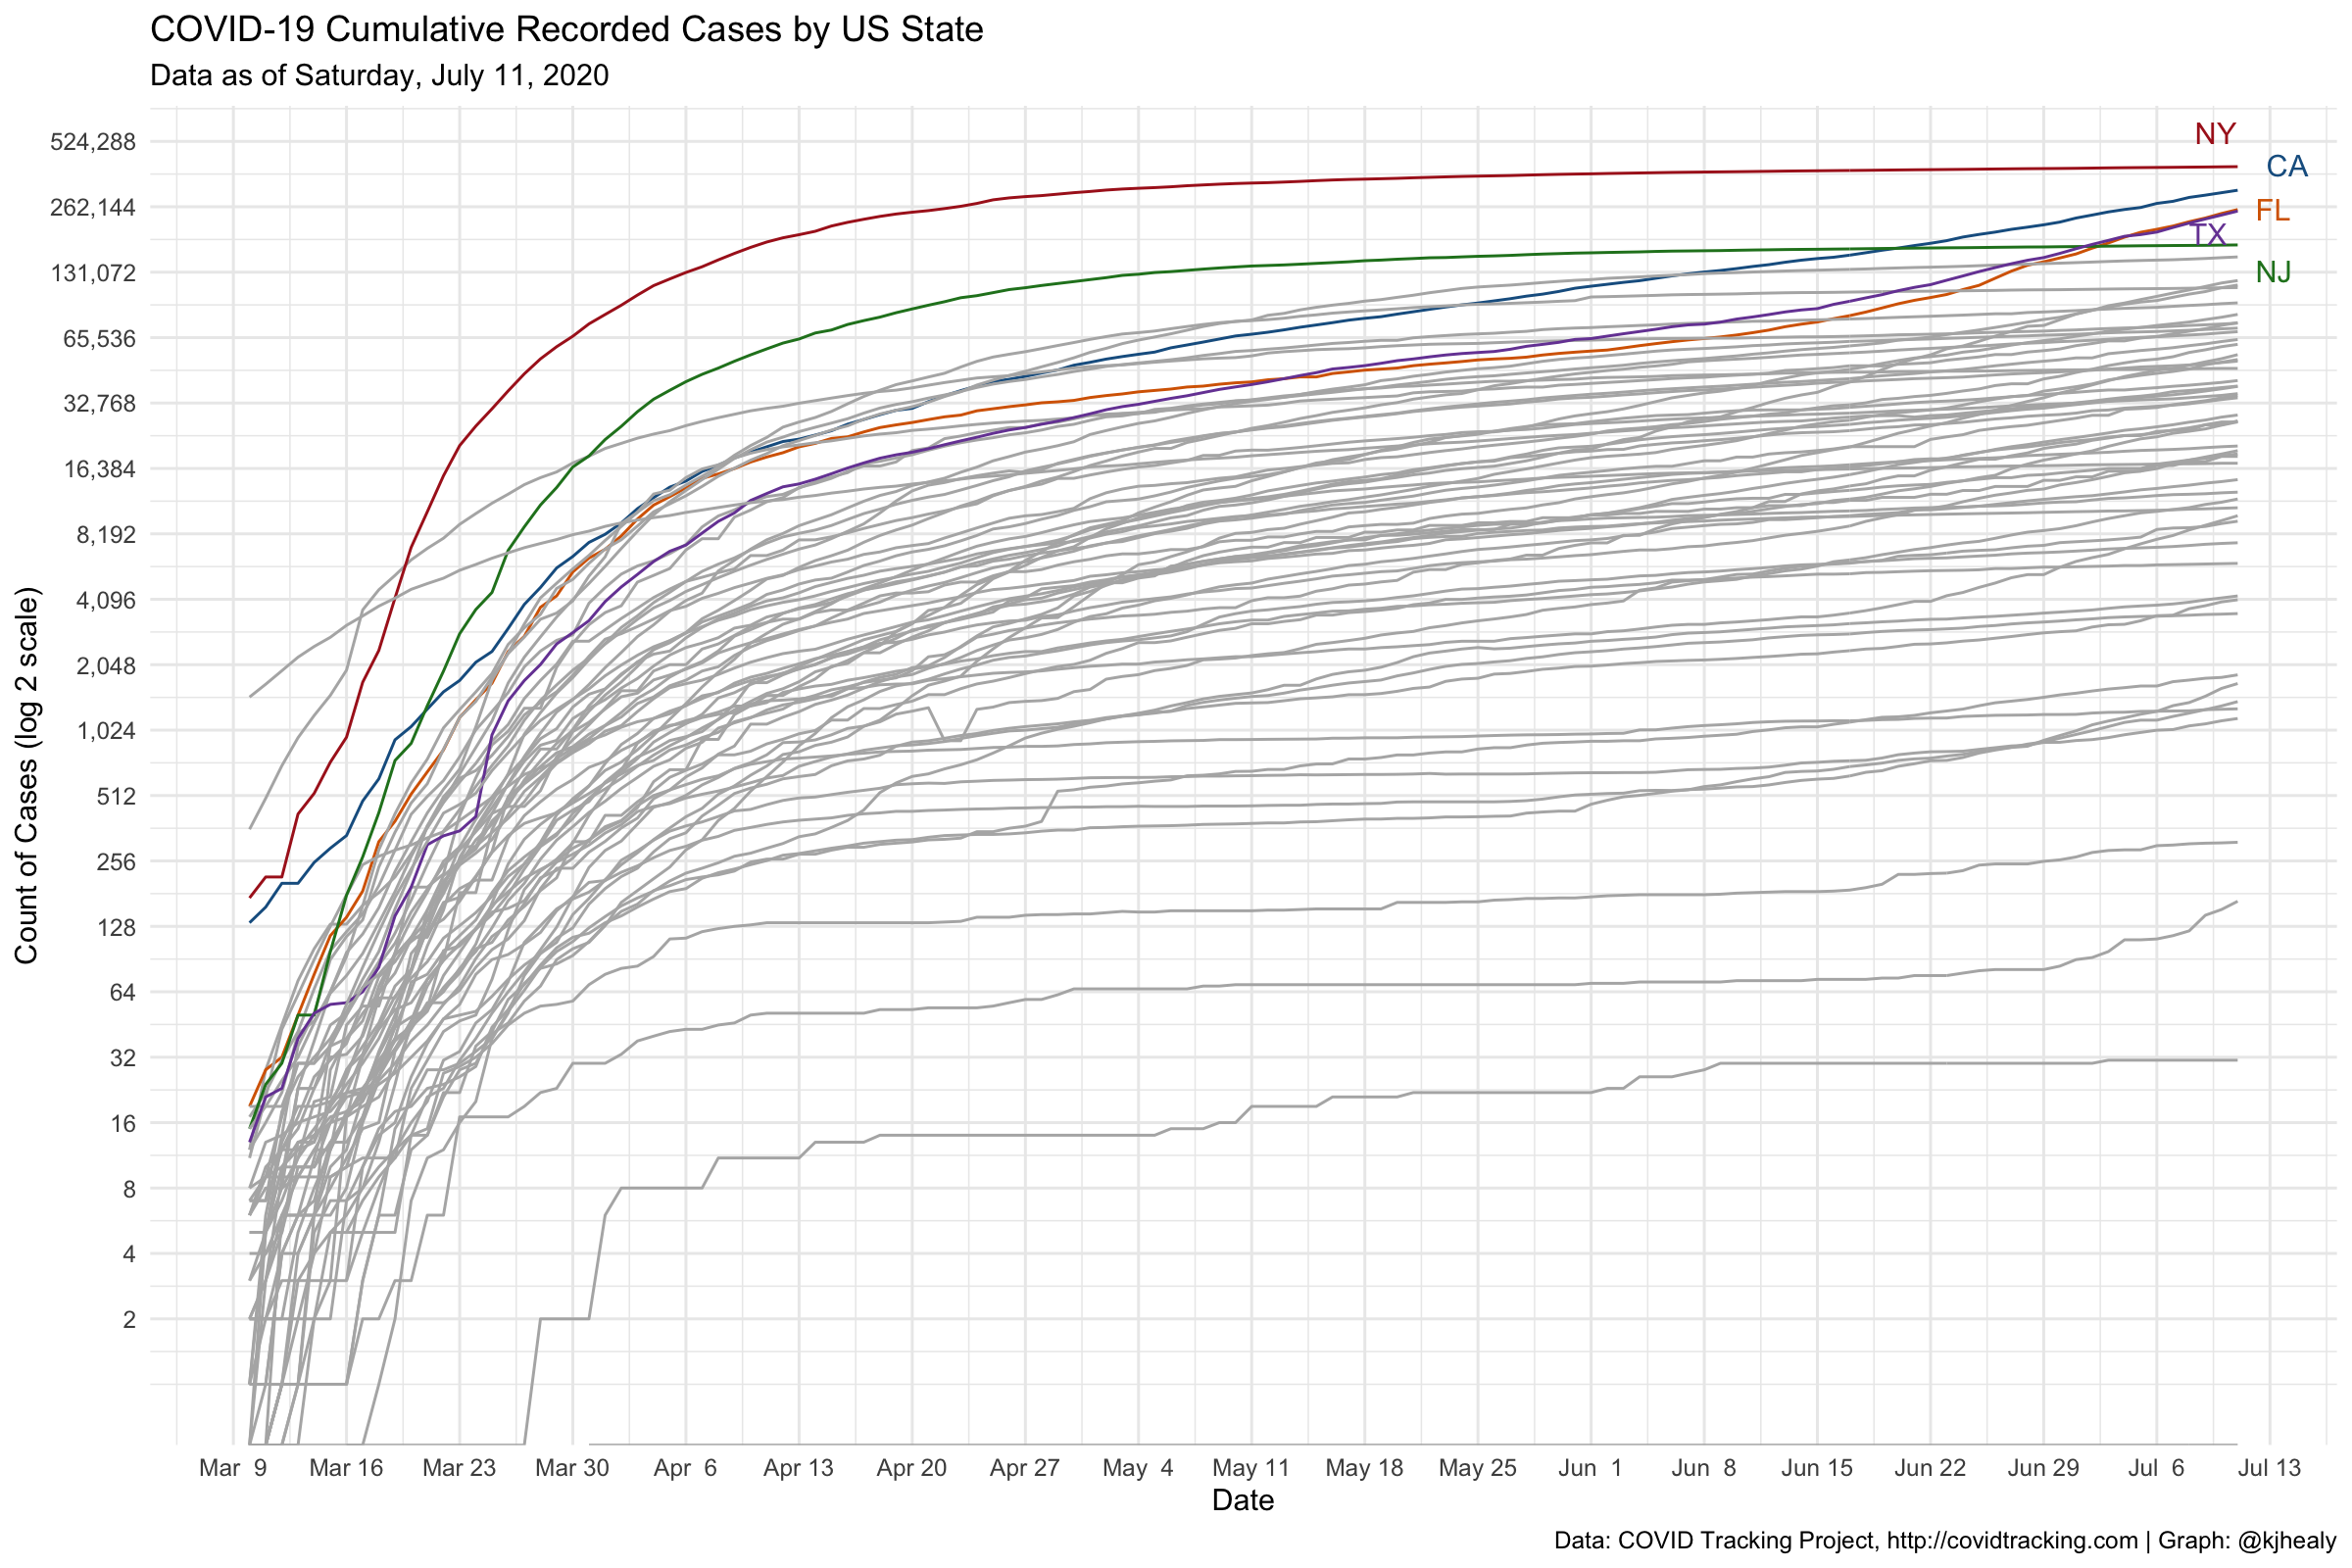 COVID-19 Cumulative Recorded Cases by US State
Data as of Saturday, July 11, 2020
Count of Cases (log 2 scale)
524,288
262,144
131,072
65,536
32,768
16,384
8,192
4,096
2,048
1,024
512
256
128
64
32
16
8
4
2
NY
CA
FL
TX
NJ
Mar 9 Mar 16 Mar 23 Mar 30 Apr 6 Apr 13 Apr 20 Apr 27 May 4 May 11 May 18 May 25 Jun 1 Jun 8 Jun 15 Jun 22 Jun 29 Jul 6 Jul 13
Date
Data: COVID Tracking Project, http://covidtracking.com | Graph: @kjhealy